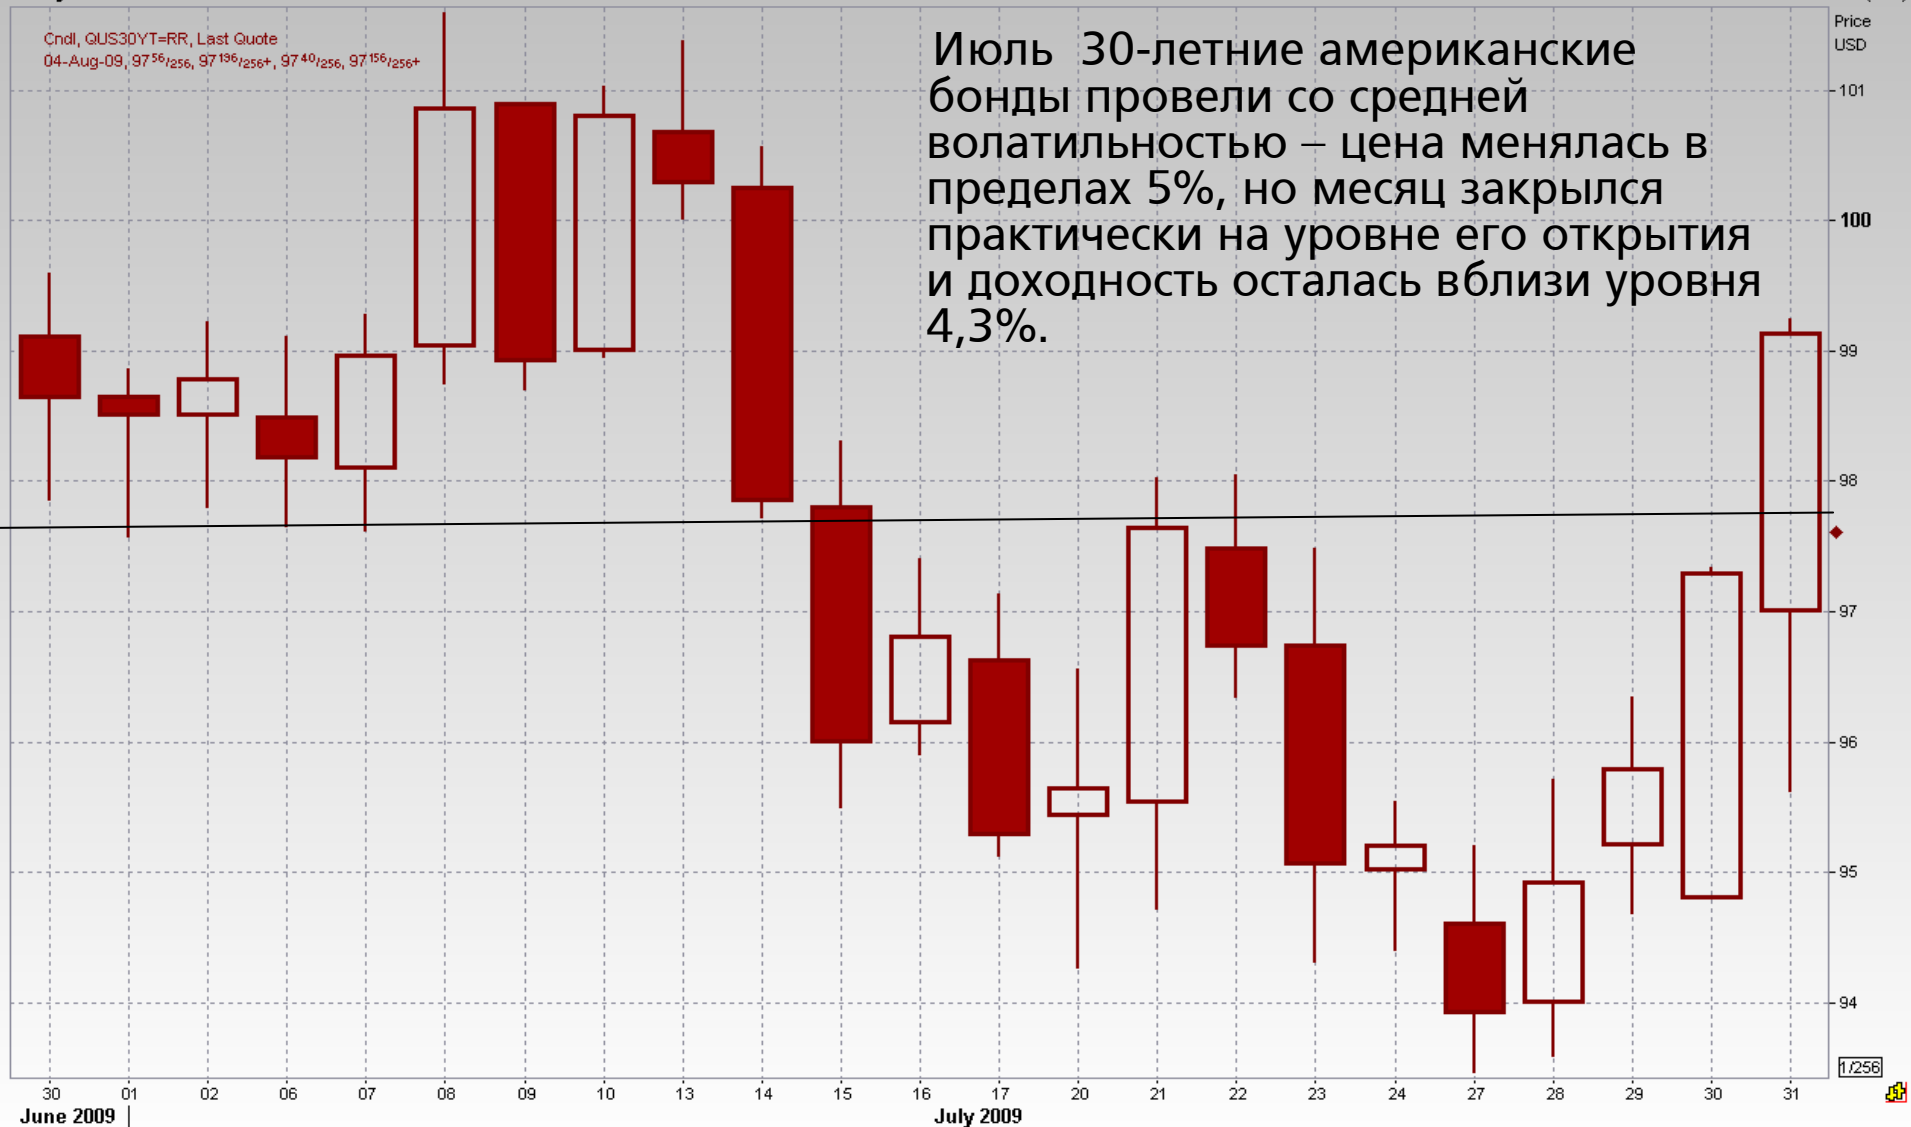 Cndl, QUS30YT=RR, Last Quote
04-Aug-09, 97 56/256, 97 196/256+, 97 40/256, 97 156/256+
Июль 30-летние американские
бонды провели со средней
волатильностью – цена менялась в
пределах 5%, но месяц закрылся
практически на уровне его открытия
и доходность осталась вблизи уровня
4,3%.
Price
USD
101
100
99
98
97
96
95
94
1/256
30 01 02 06 07 08 09 10 13 14 15 16 17 20 21 22 23 24 27 28 29 30 31
June 2009 July 2009